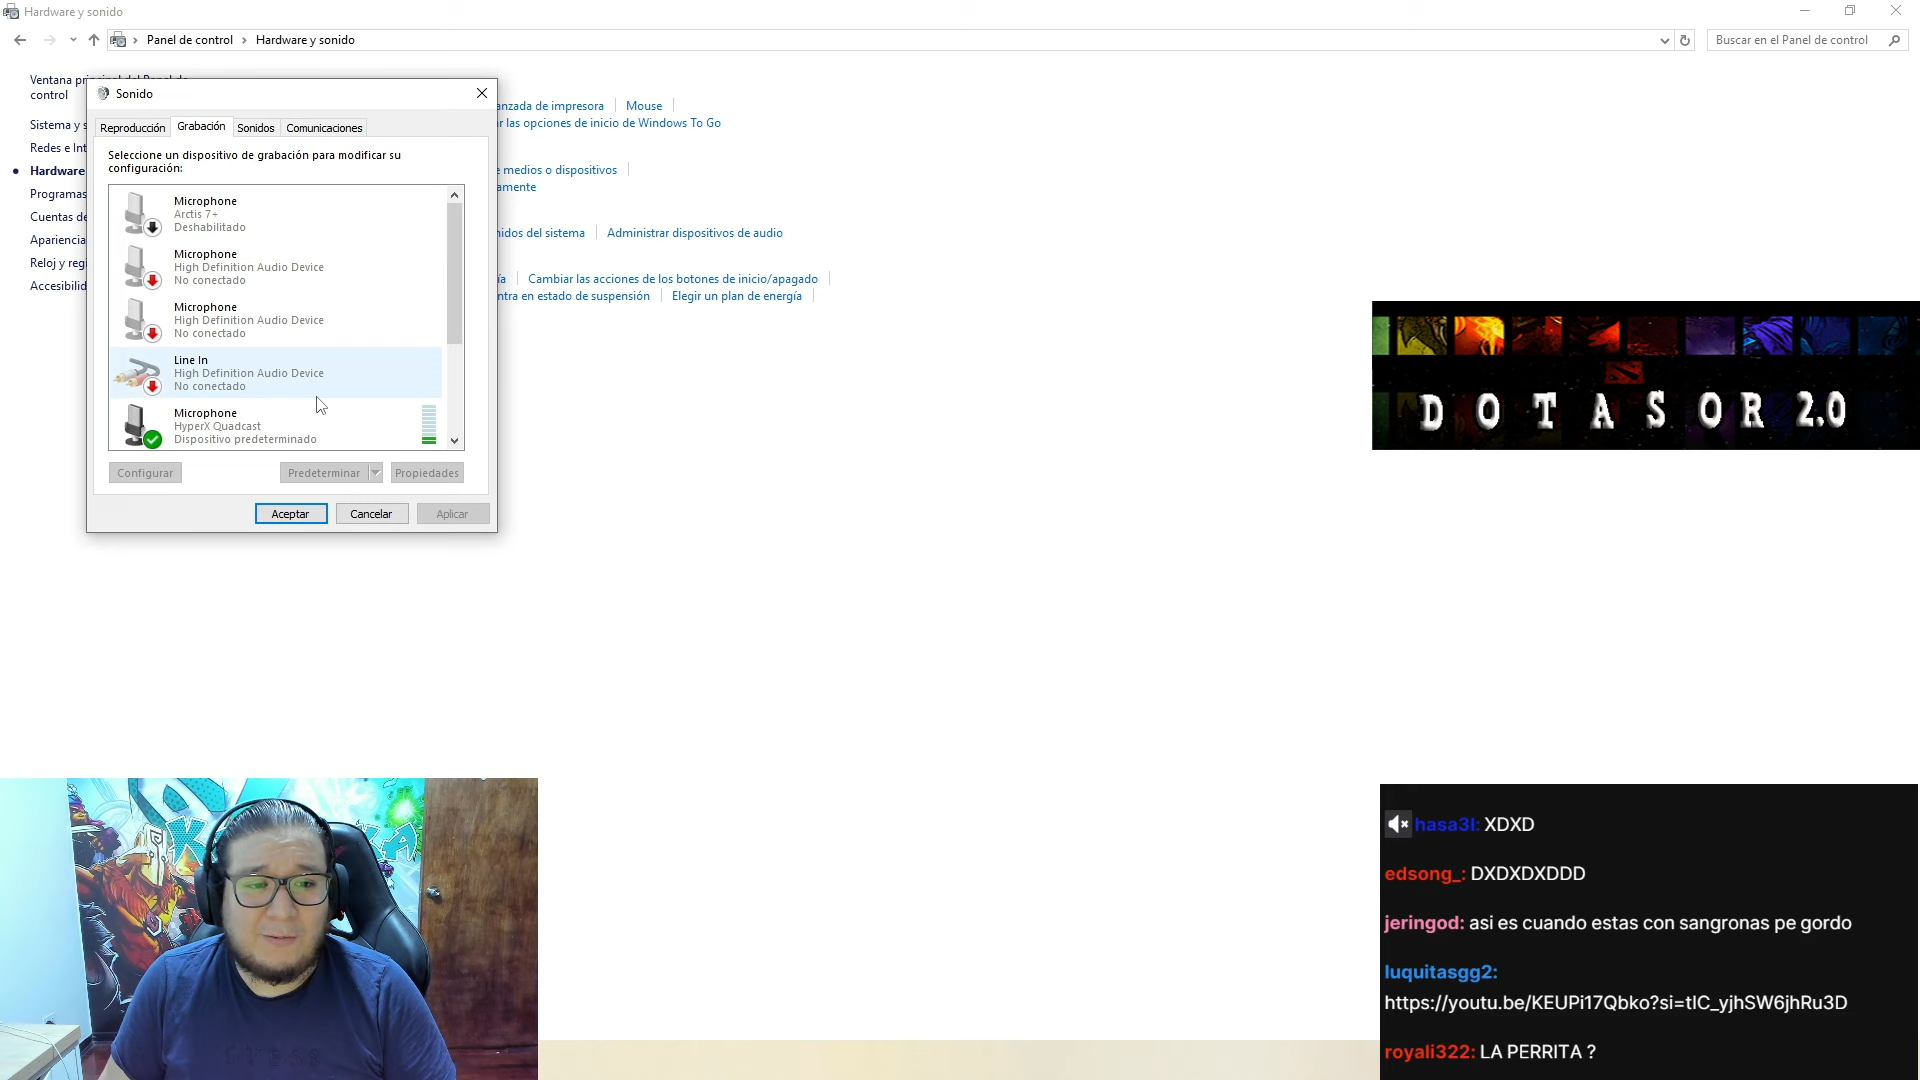 Hardware y sonido
Panel de control > Hardware y sonido
Buscar en el Panel de control
Ventana
control
Sistema y s
Redes e Int
Hardware
Programas
Cuentas de
Apariencia
Reloj y regi
Accesibilid
Sonido
Reproducción Grabación Sonidos Comunicaciones
Seleccione un dispositivo de grabación para modificar su
configuración:
Microphone
Arctis 7+
Deshabilitado
Microphone
High Definition Audio Device
No conectado
Microphone
High Definition Audio Device
No conectado
Line In
High Definition Audio Device
No conectado
Microphone
HyperX Quadcast
Dispositivo predeterminado
Configurar Predeterminar Propiedades
Aceptar Cancelar Aplicar
anzada de impresora Mouse
r las opciones de inicio de Windows To Go
e medios o dispositivos
amente
nidos del sistema Administrar dispositivos de audio
ía Cambiar las acciones de los botones de inicio/apagado
ntra en estado de suspensión Elegir un plan de energía
DOTASOR 2.0
hasa3l: XDXD
edsong_: DXDXDXDDD
jeringod: asi es cuando estas con sangronas pe gordo
luquitasgg2:
https://youtu.be/KEUPi17Qbko?si=tIC_yjhSW6jhRu3D
royali322: LA PERRITA ?